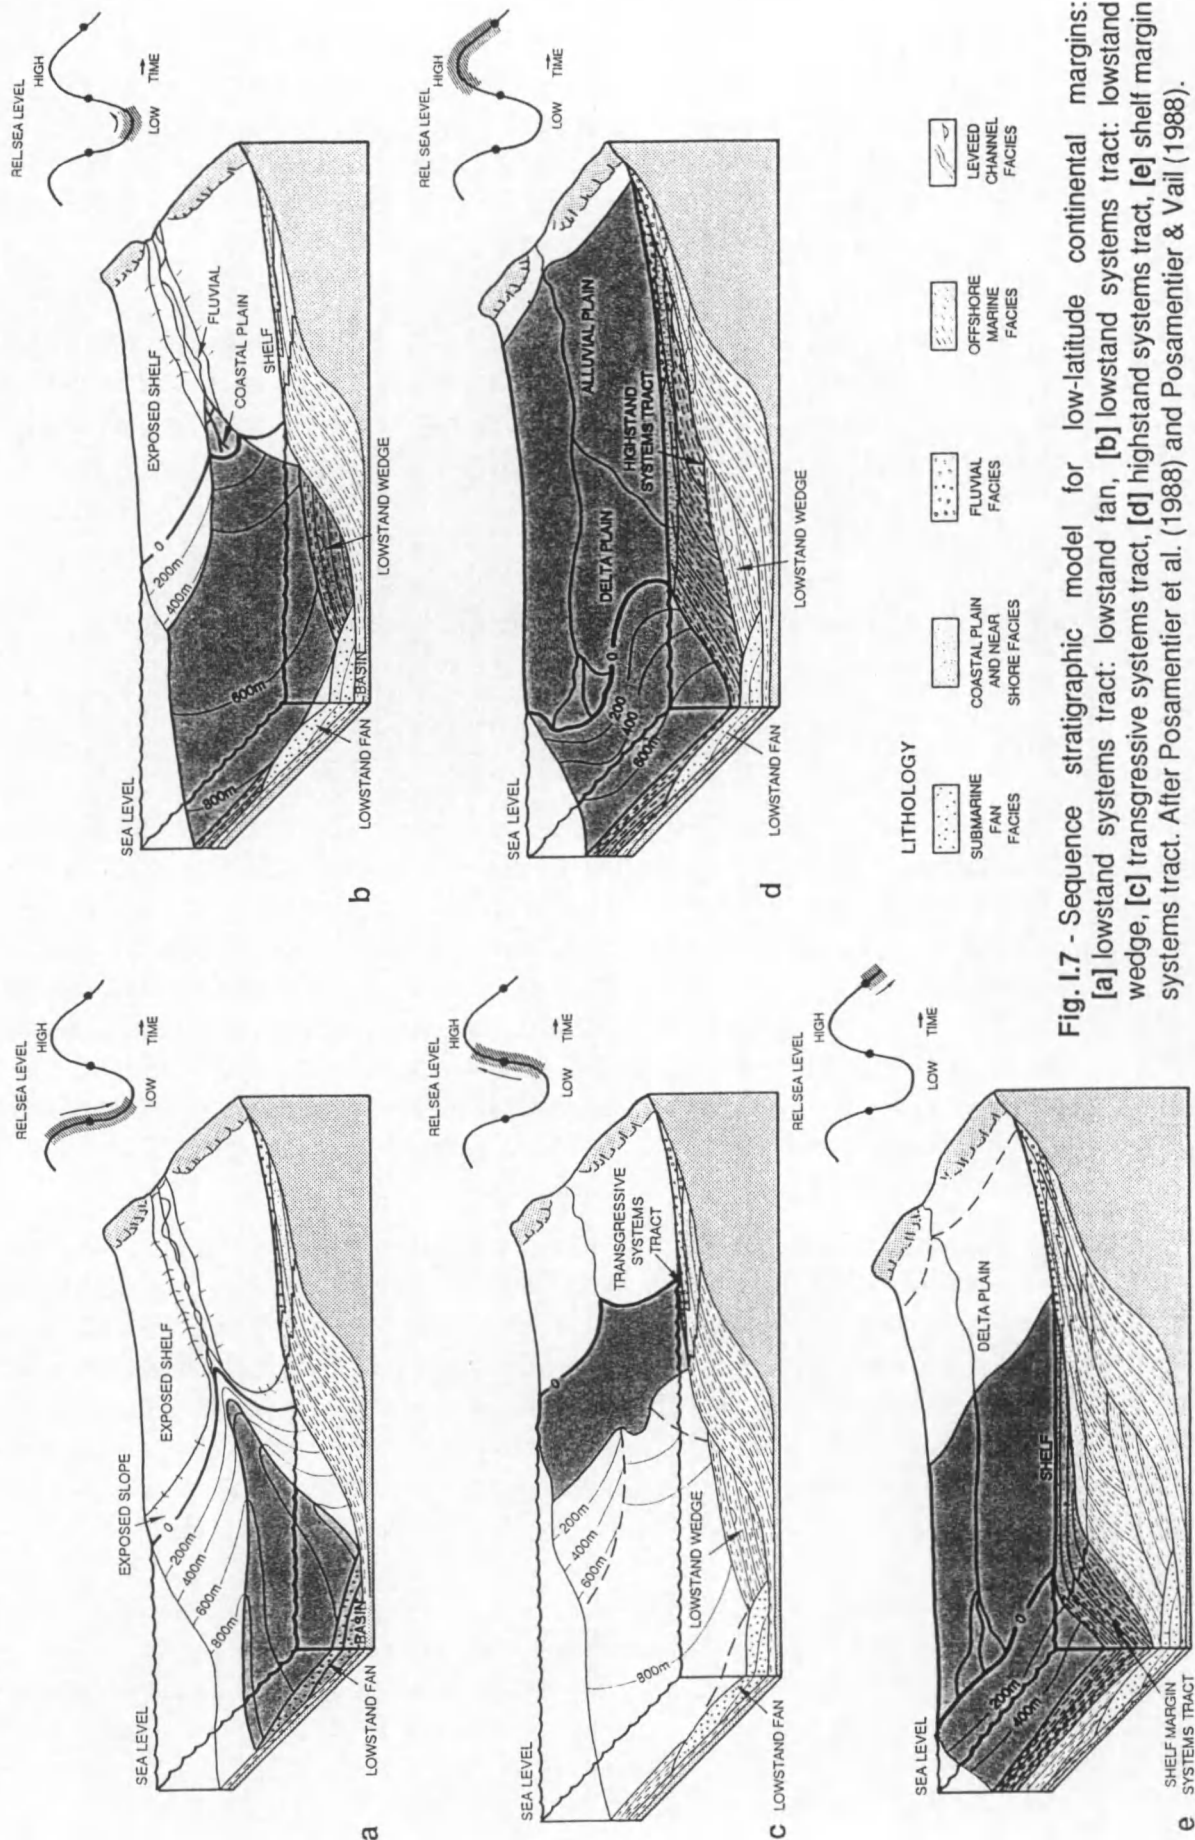 REL.SEA LEVEL
HIGH
LOW
TIME
SEA LEVEL
EXPOSED SLOPE
EXPOSED SHELF
0
200m
400m
600m
800m
BASIN
LOWSTAND FAN
a
REL.SEA LEVEL
HIGH
LOW
TIME
SEA LEVEL
EXPOSED SHELF
FLUVIAL
COASTAL PLAIN
SHELF
0
200m
400m
600m
800m
BASIN
LOWSTAND FAN
LOWSTAND WEDGE
b
REL.SEA LEVEL
HIGH
LOW
TIME
SEA LEVEL
0
TRANSGRESSIVE
SYSTEMS
TRACT
200m
400m
600m
800m
LOWSTAND WEDGE
LOWSTAND FAN
c
REL. SEA LEVEL
HIGH
LOW
TIME
SEA LEVEL
ALLUVIAL PLAIN
DELTA PLAIN
HIGHSTAND
SYSTEMS TRACT
0
200
400
600m
LOWSTAND FAN
LOWSTAND WEDGE
d
REL.SEA LEVEL
HIGH
LOW
TIME
SEA LEVEL
DELTA PLAIN
SHELF
0
200m
400m
SHELF MARGIN
SYSTEMS TRACT
e
LITHOLOGY
SUBMARINE
FAN
FACIES
COASTAL PLAIN
AND NEAR
SHORE FACIES
FLUVIAL
FACIES
OFFSHORE
MARINE
FACIES
LEVEED
CHANNEL
FACIES
Fig. I.7 - Sequence stratigraphic model for low-latitude continental margins:
[a] lowstand systems tract: lowstand fan, [b] lowstand systems tract: lowstand
wedge, [c] transgressive systems tract, [d] highstand systems tract, [e] shelf margin
systems tract. After Posamentier et al. (1988) and Posamentier & Vail (1988).